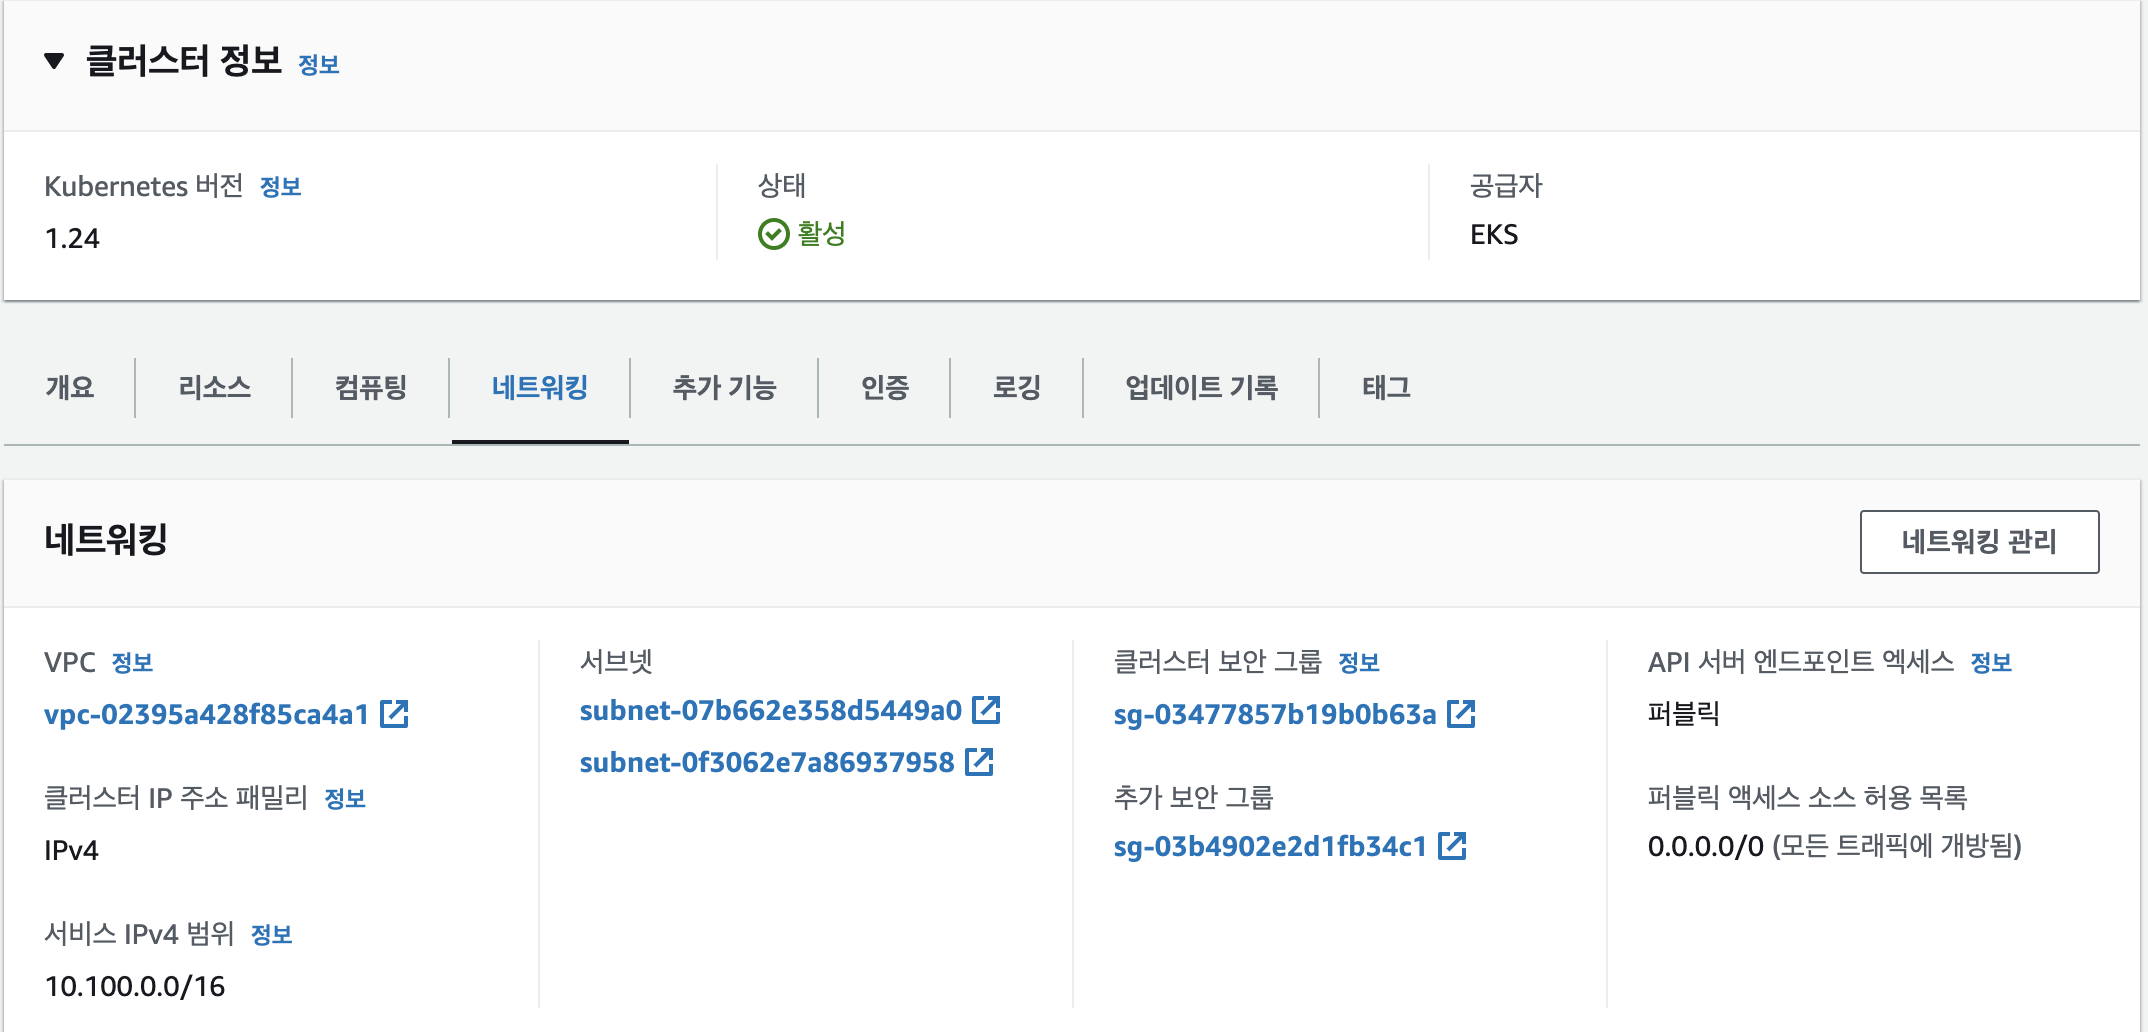 클러스터 정보 정보
Kubernetes 버전 정보
1.24
상태
활성
공급자
EKS
개요 리소스 컴퓨팅 네트워킹 추가 기능 인증 로깅 업데이트 기록 태그
네트워킹
네트워킹 관리
VPC 정보
vpc-02395a428f85ca4a1
클러스터 IP 주소 패밀리 정보
IPv4
서비스 IPv4 범위 정보
10.100.0.0/16
서브넷
subnet-07b662e358d5449a0
subnet-0f3062e7a86937958
클러스터 보안 그룹 정보
sg-03477857b19b0b63a
추가 보안 그룹
sg-03b4902e2d1fb34c1
API 서버 엔드포인트 엑세스 정보
퍼블릭
퍼블릭 액세스 소스 허용 목록
0.0.0.0/0 (모든 트래픽에 개방됨)